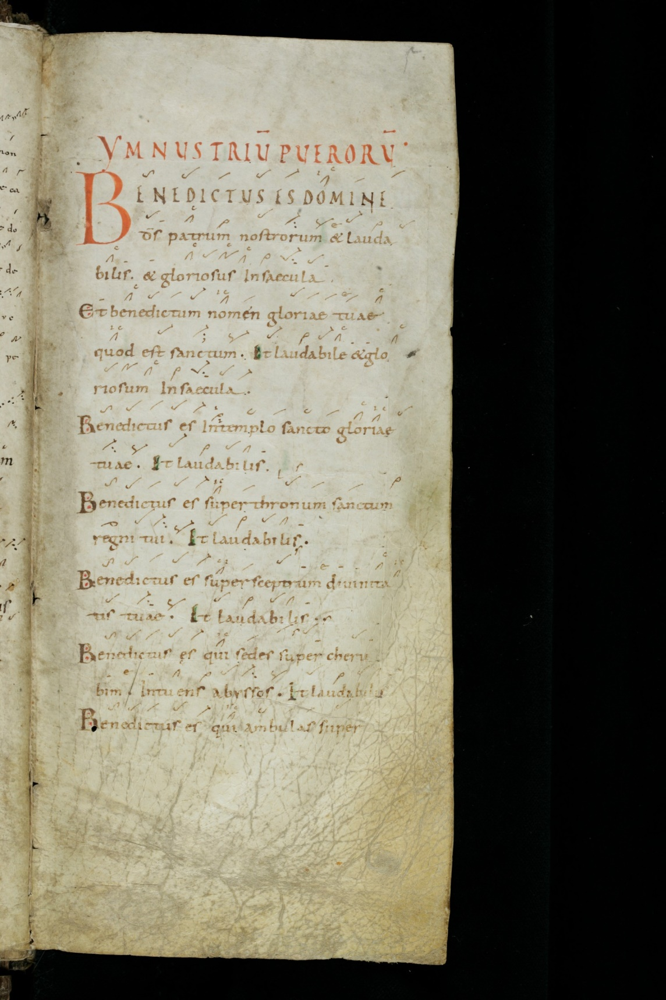 5.
YMNUS TRIŪ PUERORŪ
BENEDICTUS ES DOMINE
d̄s patrum nostrorum & lauda
bilis. & gloriosus In saecula.
Et benedictum nomen gloriae tuae
quod est sanctum. Et laudabile & glo
riosum In saecula.
Benedictus es In templo sancto gloriae
tuae. Et laudabilis.
Benedictus es super thronum sanctum
regni tui. Et laudabilis.
Benedictus es super sceptrum diuinita
tis tuae. Et laudabilis.
Benedictus es qui sedes super cheru
bim. Intuens abyssos. Et laudabilis
Benedictus es qui ambulas super